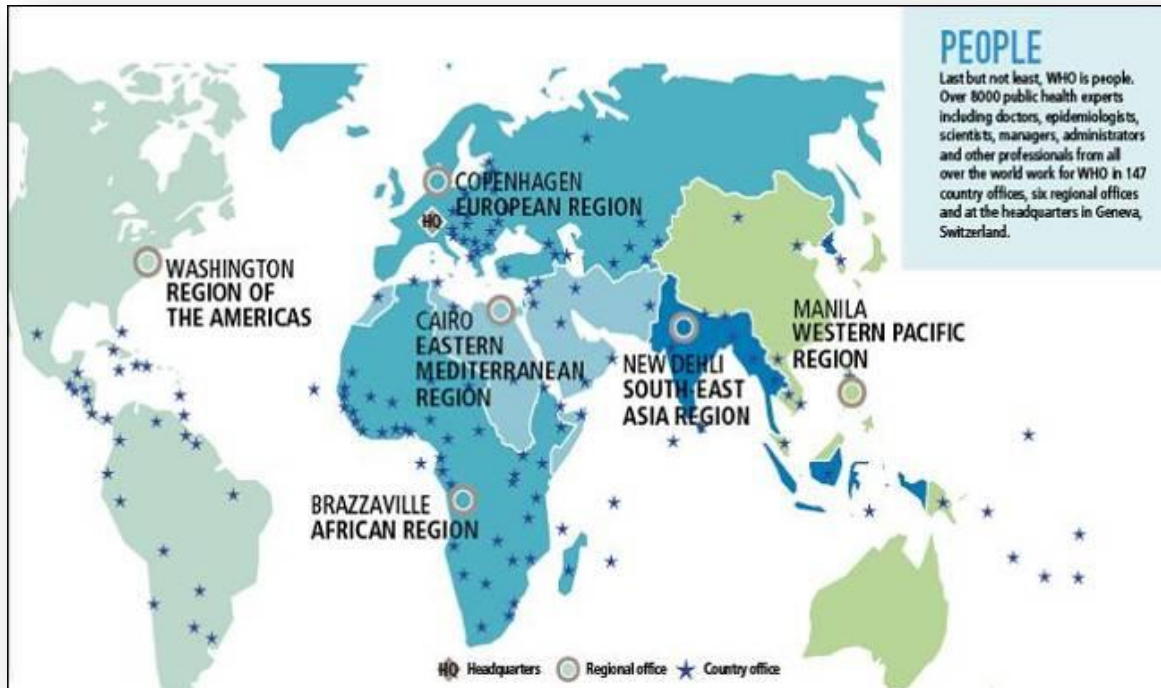 PEOPLE
Last but not least, WHO is people.
Over 8000 public health experts
including doctors, epidemiologists,
scientists, managers, administrators
and other professionals from all
over the world work for WHO in 147
country offices, six regional offices
and at the headquarters in Geneva,
Switzerland.
COPENHAGEN
EUROPEAN REGION
HQ
WASHINGTON
REGION OF
THE AMERICAS
CAIRO
EASTERN
MEDITERRANEAN
REGION
NEW DEHLI
SOUTH-EAST
ASIA REGION
MANILA
WESTERN PACIFIC
REGION
BRAZZAVILLE
AFRICAN REGION
HQ Headquarters Regional office Country office